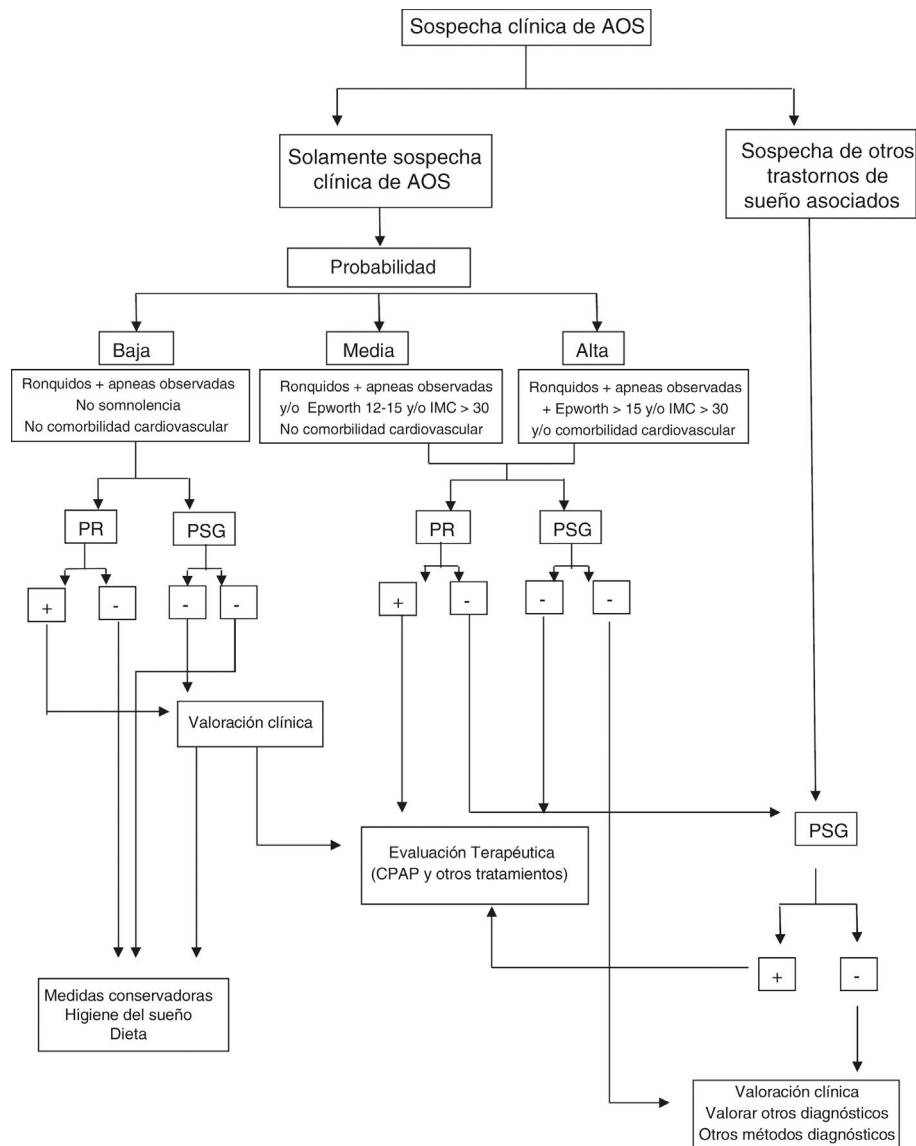 Sospecha clínica de AOS
Solamente sospecha
clínica de AOS
Sospecha de otros
trastornos de
sueño asociados
Probabilidad
Baja
Media
Alta
Ronquidos + apneas observadas
No somnolencia
No comorbilidad cardiovascular
Ronquidos + apneas observadas
y/o Epworth 12-15 y/o IMC > 30
No comorbilidad cardiovascular
Ronquidos + apneas observadas
+ Epworth > 15 y/o IMC > 30
y/o comorbilidad cardiovascular
PR
PSG
PR
PSG
+
-
-
-
+
-
-
-
Valoración clínica
PSG
Evaluación Terapéutica
(CPAP y otros tratamientos)
+
-
Medidas conservadoras
Higiene del sueño
Dieta
Valoración clínica
Valorar otros diagnósticos
Otros métodos diagnósticos